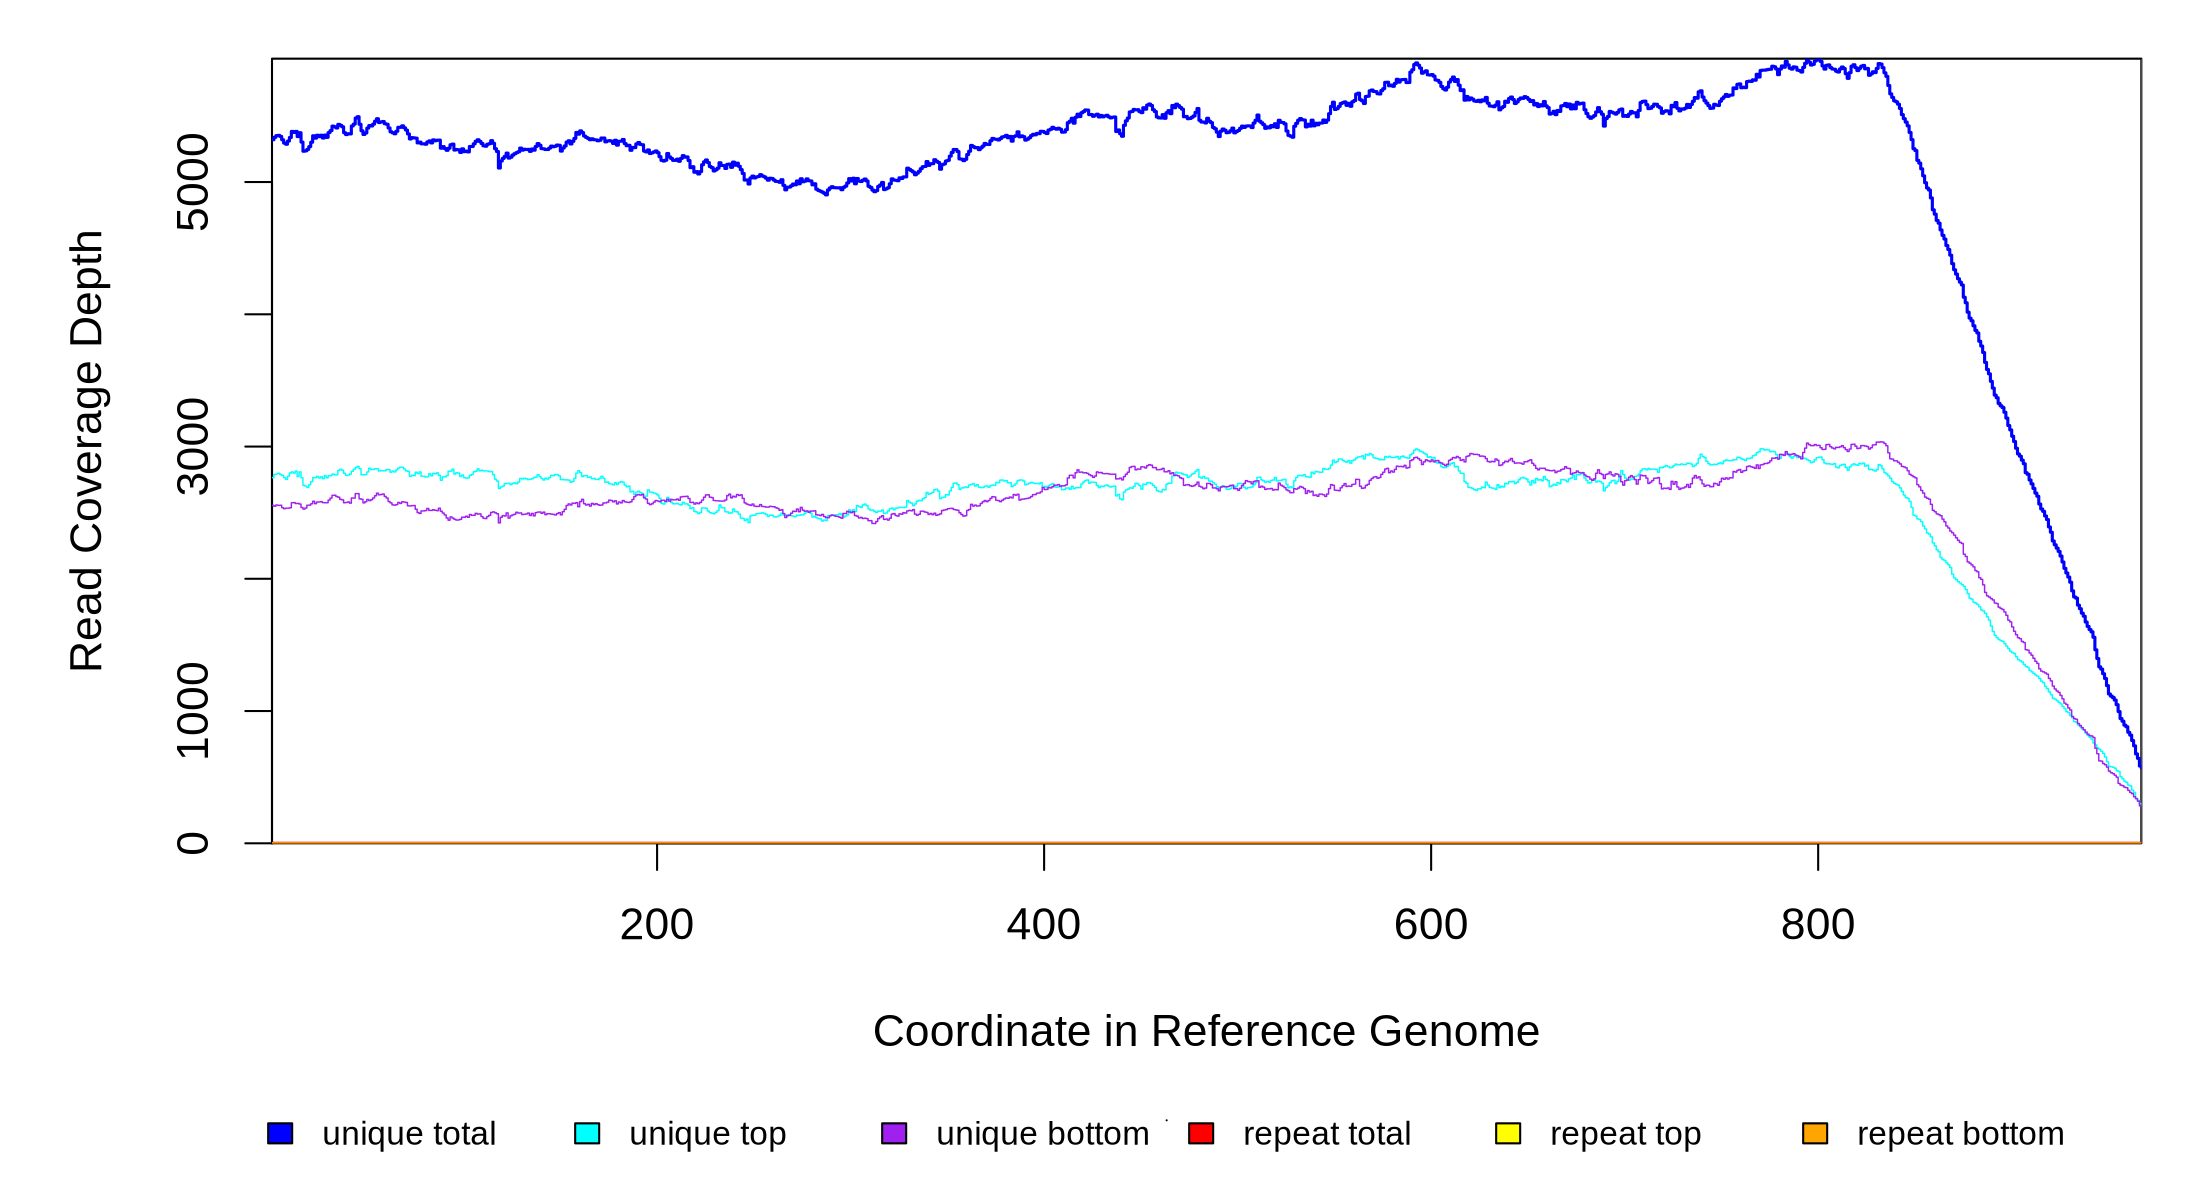 Read Coverage Depth
5000
3000
1000
0
200 400 600 800
Coordinate in Reference Genome
unique total unique top unique bottom repeat total repeat top repeat bottom